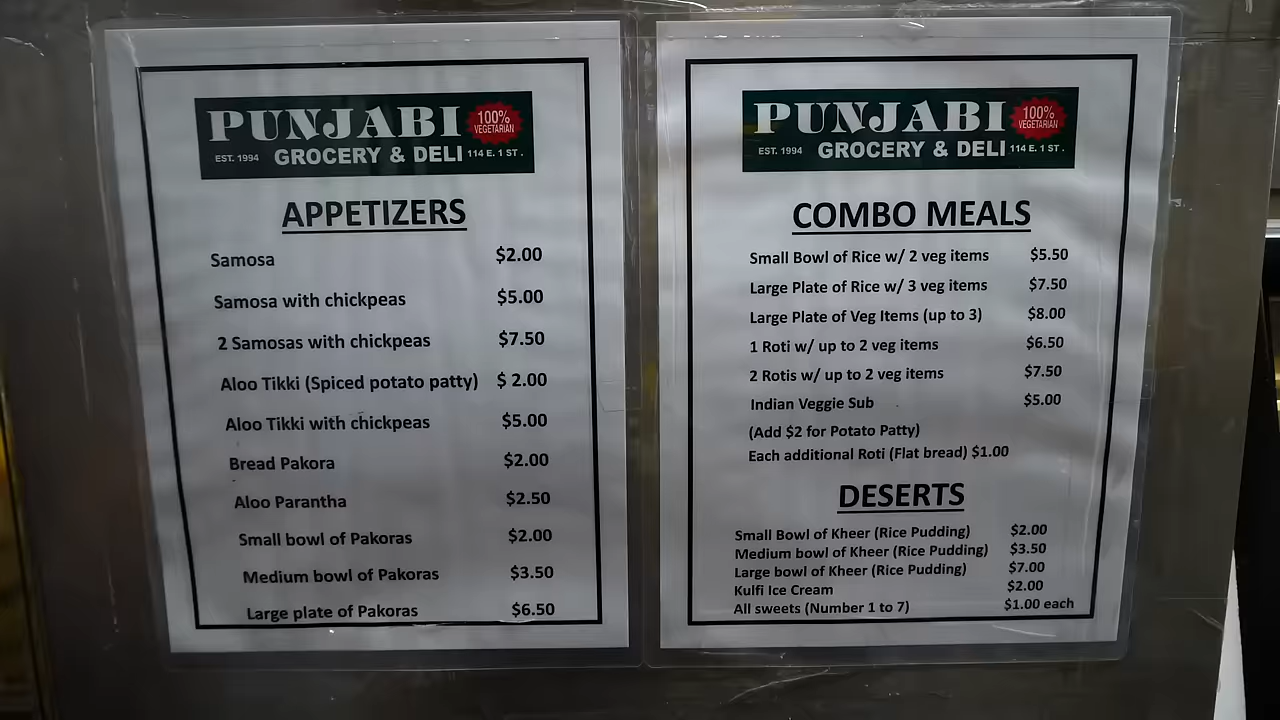 PUNJABI 100% VEGETARIAN
EST. 1994 GROCERY & DELI 114 E. 1 ST .
APPETIZERS
Samosa $2.00
Samosa with chickpeas $5.00
2 Samosas with chickpeas $7.50
Aloo Tikki (Spiced potato patty) $ 2.00
Aloo Tikki with chickpeas $5.00
Bread Pakora $2.00
Aloo Parantha $2.50
Small bowl of Pakoras $2.00
Medium bowl of Pakoras $3.50
Large plate of Pakoras $6.50
PUNJABI 100% VEGETARIAN
EST. 1994 GROCERY & DELI 114 E. 1 ST .
COMBO MEALS
Small Bowl of Rice w/ 2 veg items $5.50
Large Plate of Rice w/ 3 veg items $7.50
Large Plate of Veg Items (up to 3) $8.00
1 Roti w/ up to 2 veg items $6.50
2 Rotis w/ up to 2 veg items $7.50
Indian Veggie Sub $5.00
(Add $2 for Potato Patty)
Each additional Roti (Flat bread) $1.00
DESERTS
Small Bowl of Kheer (Rice Pudding) $2.00
Medium bowl of Kheer (Rice Pudding) $3.50
Large bowl of Kheer (Rice Pudding) $7.00
Kulfi Ice Cream $2.00
All sweets (Number 1 to 7) $1.00 each